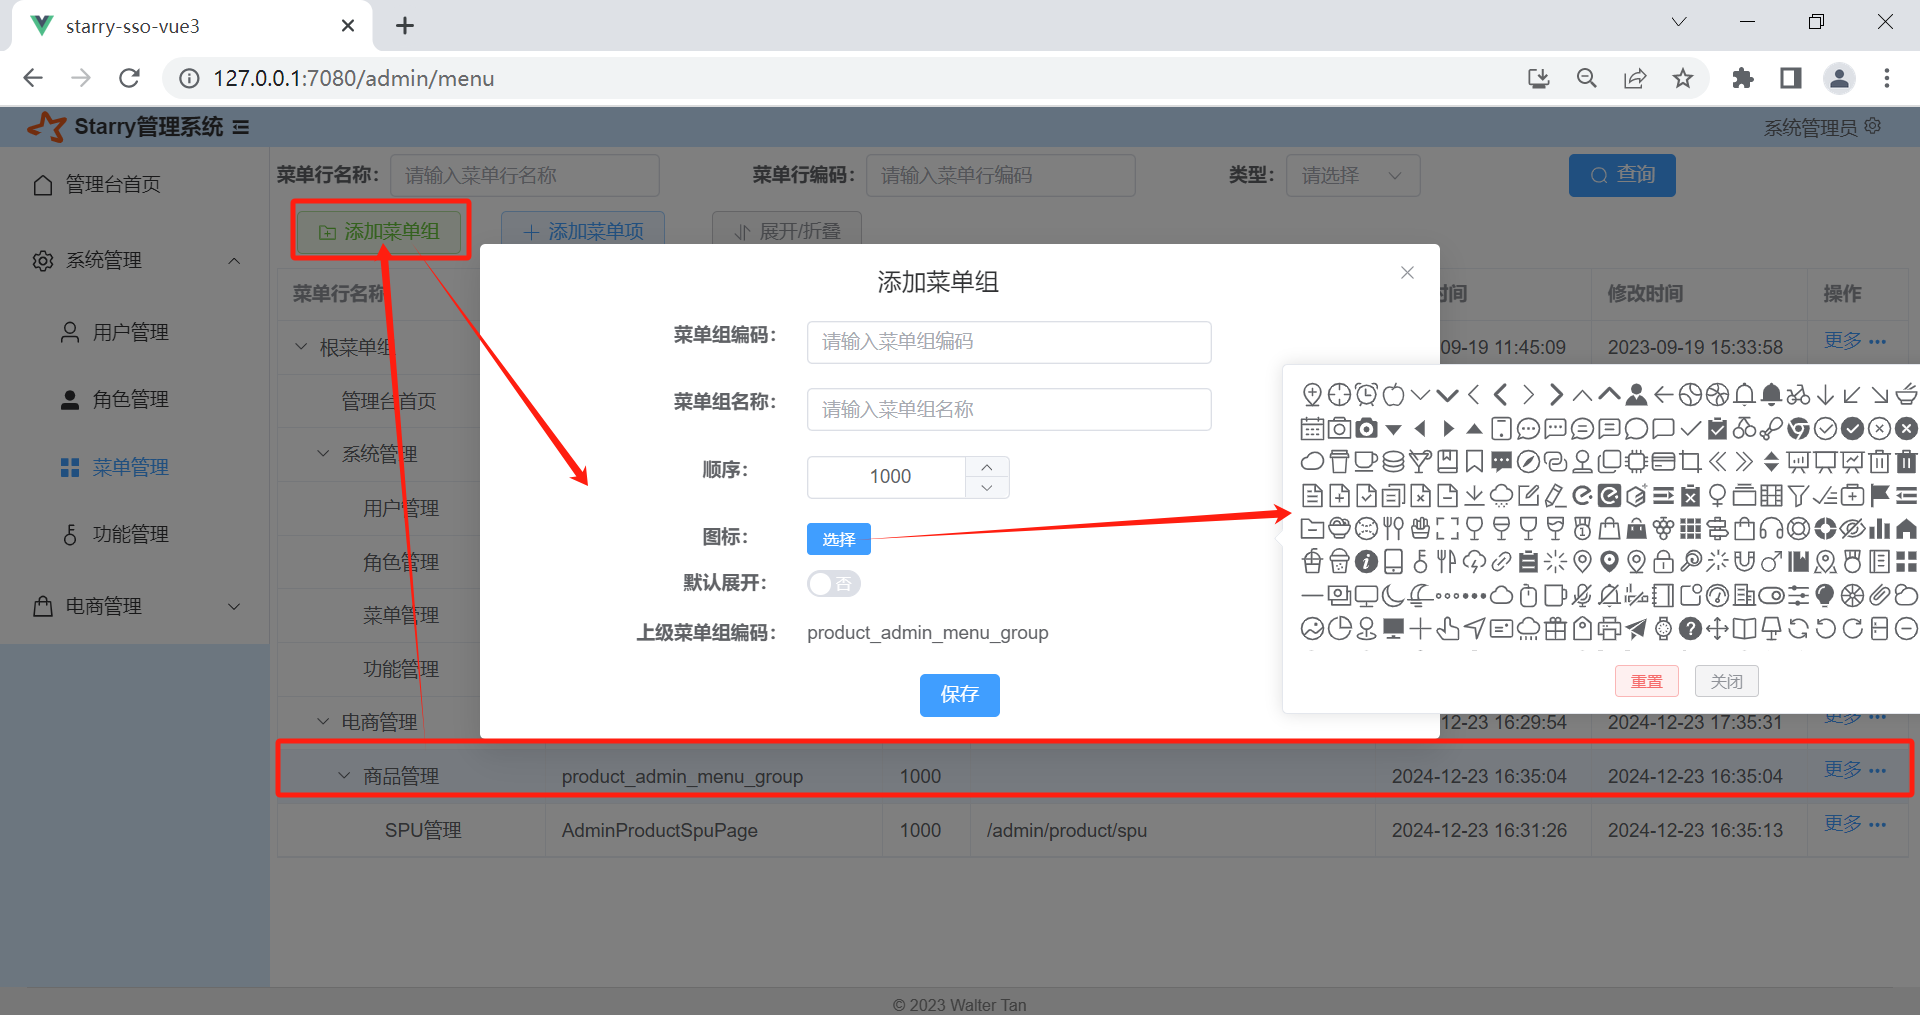 starry-sso-vue3
127.0.0.1:7080/admin/menu
Starry管理系统
系统管理员
管理台首页
系统管理
用户管理
角色管理
菜单管理
功能管理
电商管理
菜单行名称： 请输入菜单行名称 菜单行编码： 请输入菜单行编码 类型： 请选择 查询
添加菜单组 添加菜单项 展开/折叠
菜单行名称 时间 修改时间 操作
根菜单组 09-19 11:45:09 2023-09-19 15:33:58 更多
管理台首页
系统管理
用户管理
角色管理
菜单管理
功能管理
电商管理 12-23 16:29:54 2024-12-23 17:35:31 更多
商品管理 product_admin_menu_group 1000 2024-12-23 16:35:04 2024-12-23 16:35:04 更多
SPU管理 AdminProductSpuPage 1000 /admin/product/spu 2024-12-23 16:31:26 2024-12-23 16:35:13 更多
添加菜单组
菜单组编码： 请输入菜单组编码
菜单组名称： 请输入菜单组名称
顺序： 1000
图标： 选择
默认展开： 否
上级菜单组编码： product_admin_menu_group
保存
重置 关闭
© 2023 Walter Tan